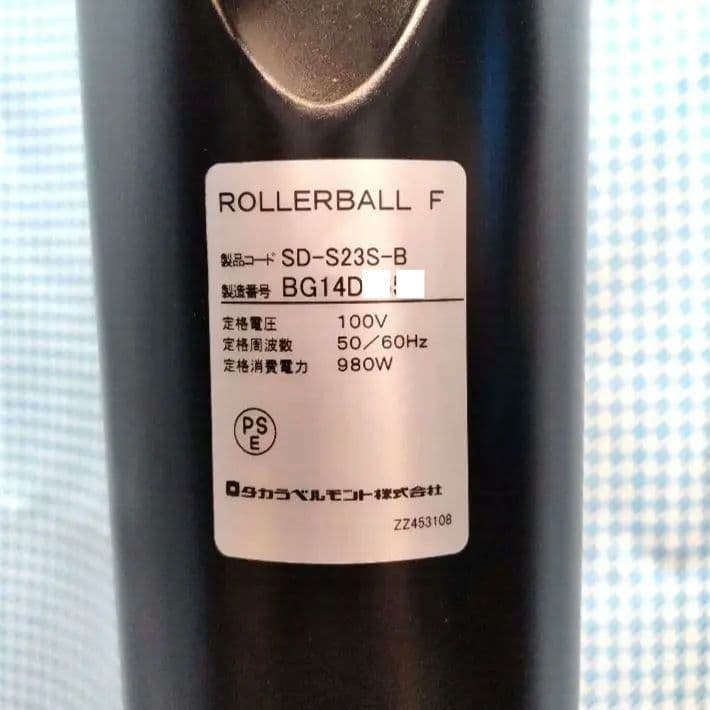 ROLLERBALL F
製品コード SD-S23S-B
製造番号 BG14D
定格電圧 100V
定格周波数 50/60Hz
定格消費電力 980W
PS
E
タカラベルモント株式会社
ZZ453108